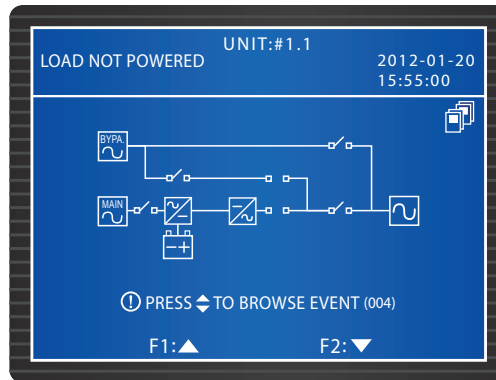 UNIT:#1.1
LOAD NOT POWERED
2012-01-20
15:55:00
BYPA.
MAIN
PRESS TO BROWSE EVENT (004)
F1: F2: